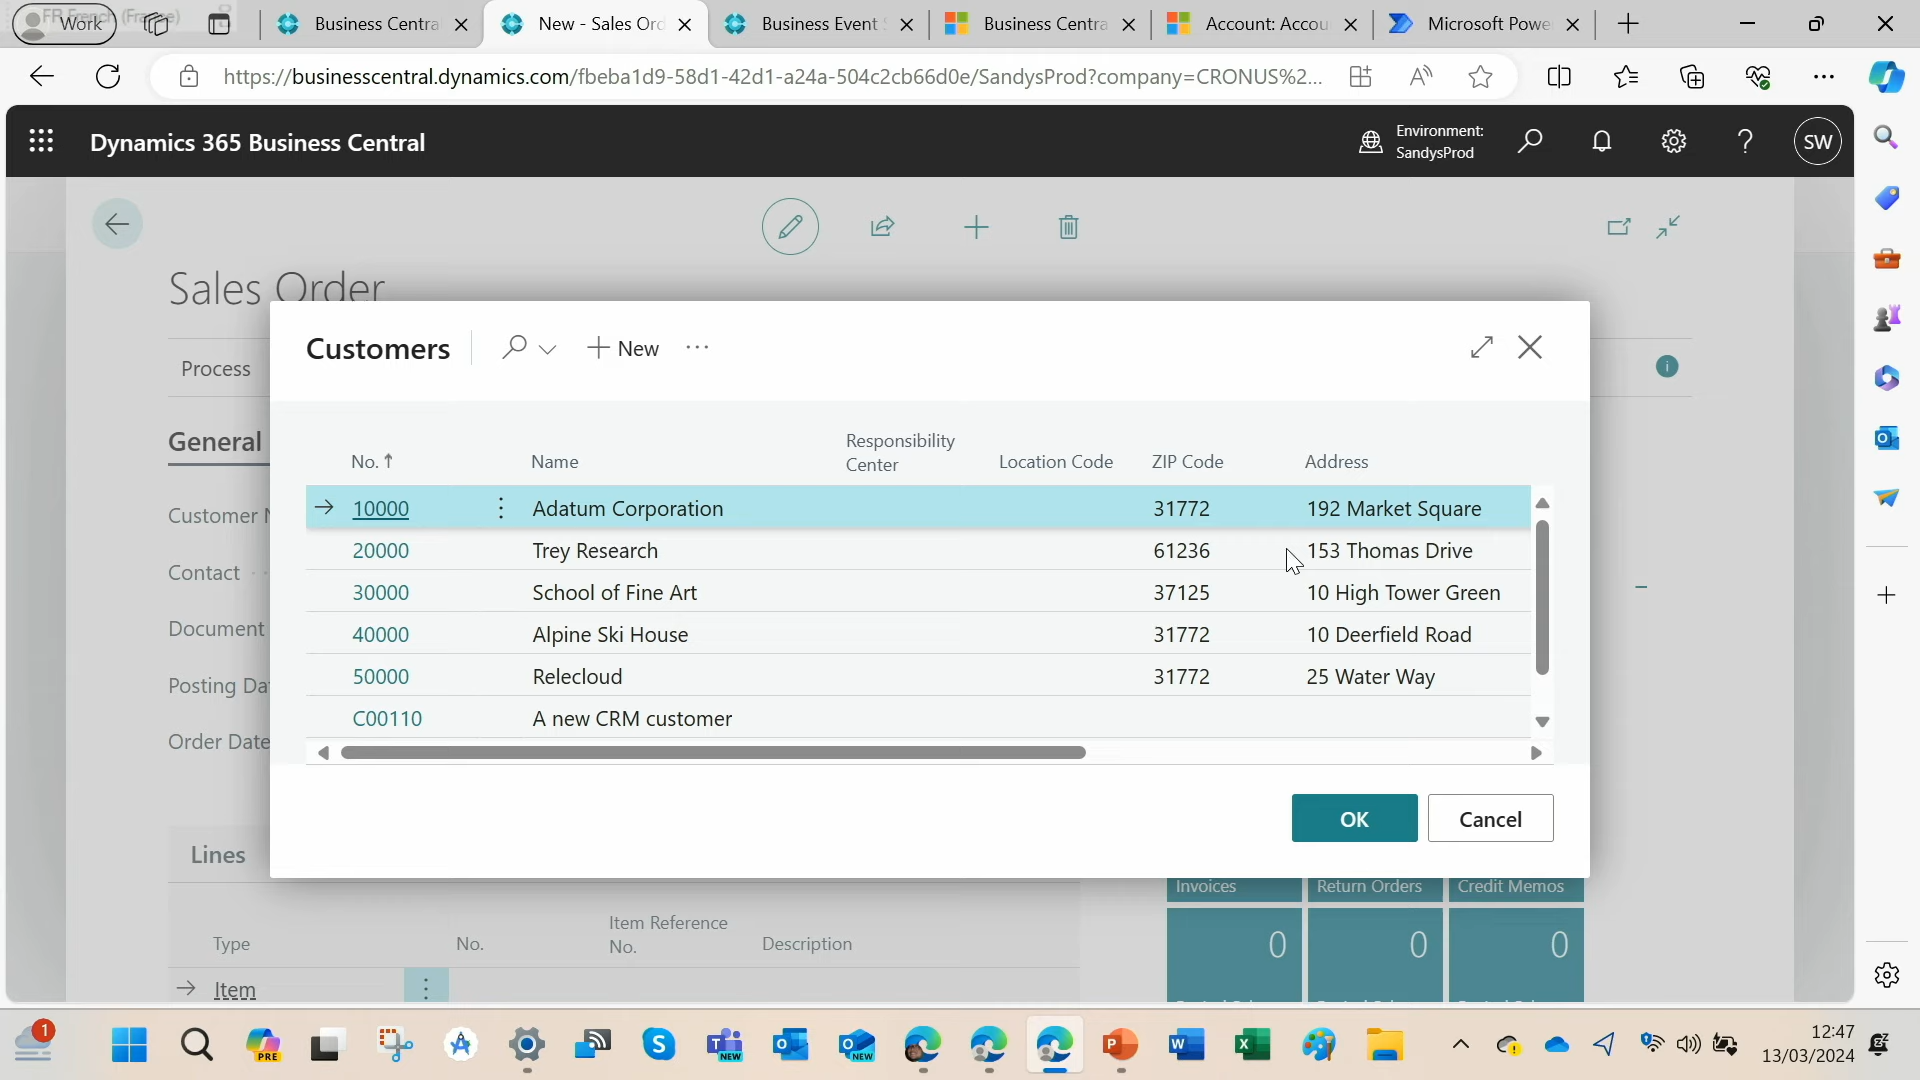 Work
Business Centra
New - Sales Ord
Business Event S
Business Centra
Account: Accou
Microsoft Powe
https://businesscentral.dynamics.com/fbeba1d9-58d1-42d1-a24a-504c2cb66d0e/SandysProd?company=CRONUS%2...
Dynamics 365 Business Central
Environment:
SandysProd
SW
Sales Order
Process
General
Customer N
Contact
Document
Posting Da
Order Date
Customers
New
No. ↑
Name
Responsibility
Center
Location Code
ZIP Code
Address
10000 Adatum Corporation 31772 192 Market Square
20000 Trey Research 61236 153 Thomas Drive
30000 School of Fine Art 37125 10 High Tower Green
40000 Alpine Ski House 31772 10 Deerfield Road
50000 Relecloud 31772 25 Water Way
C00110 A new CRM customer
OK
Cancel
Lines
Invoices
Return Orders
Credit Memos
Type
No.
Item Reference
No.
Description
0
0
0
Item
1
PRE
NEW
NEW
12:47
13/03/2024